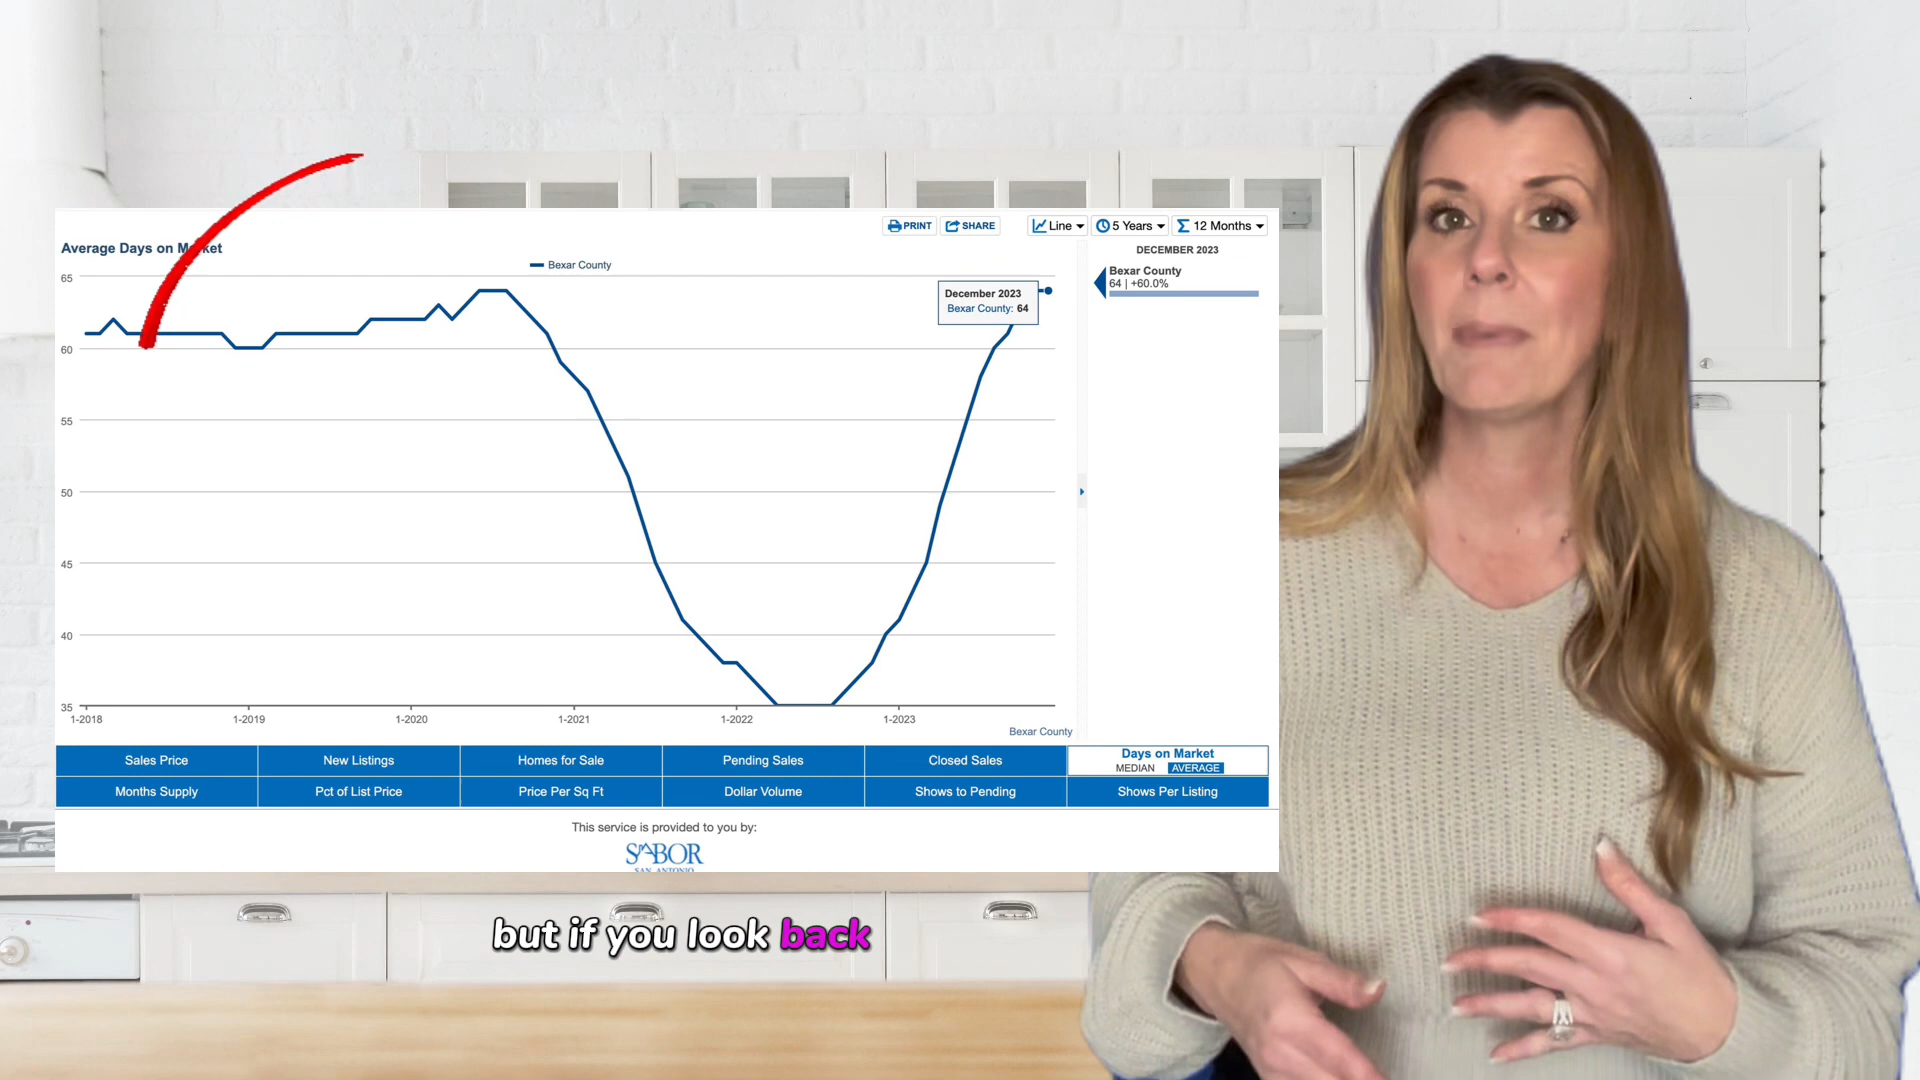 PRINT SHARE Line 5 Years 12 Months
Average Days on Market
DECEMBER 2023
Bexar County
Bexar County
64 | +60.0%
December 2023
Bexar County: 64
65
60
55
50
45
40
35
1-2018 1-2019 1-2020 1-2021 1-2022 1-2023
Bexar County
Sales Price New Listings Homes for Sale Pending Sales Closed Sales Days on Market
MEDIAN AVERAGE
Months Supply Pct of List Price Price Per Sq Ft Dollar Volume Shows to Pending Shows Per Listing
This service is provided to you by:
SABOR
SAN ANTONIO
but if you look back